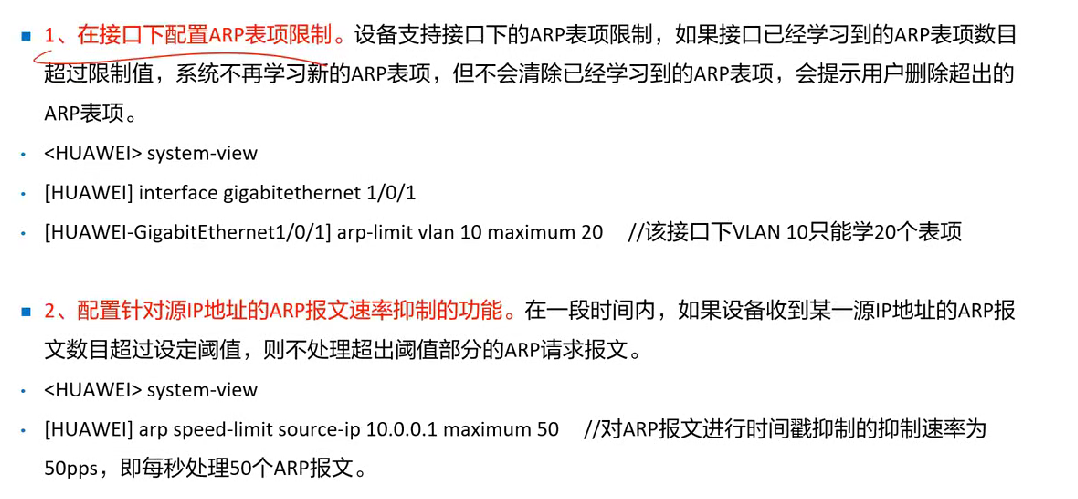 1、在接口下配置ARP表项限制。设备支持接口下的ARP表项限制，如果接口已经学习到的ARP表项数目
超过限制值，系统不再学习新的ARP表项，但不会清除已经学习到的ARP表项，会提示用户删除超出的
ARP表项。
<HUAWEI> system-view
[HUAWEI] interface gigabitethernet 1/0/1
[HUAWEI-GigabitEthernet1/0/1] arp-limit vlan 10 maximum 20 //该接口下VLAN 10只能学20个表项
2、配置针对源IP地址的ARP报文速率抑制的功能。在一段时间内，如果设备收到某一源IP地址的ARP报
文数目超过设定阈值，则不处理超出阈值部分的ARP请求报文。
<HUAWEI> system-view
[HUAWEI] arp speed-limit source-ip 10.0.0.1 maximum 50 //对ARP报文进行时间戳抑制的抑制速率为
50pps，即每秒处理50个ARP报文。